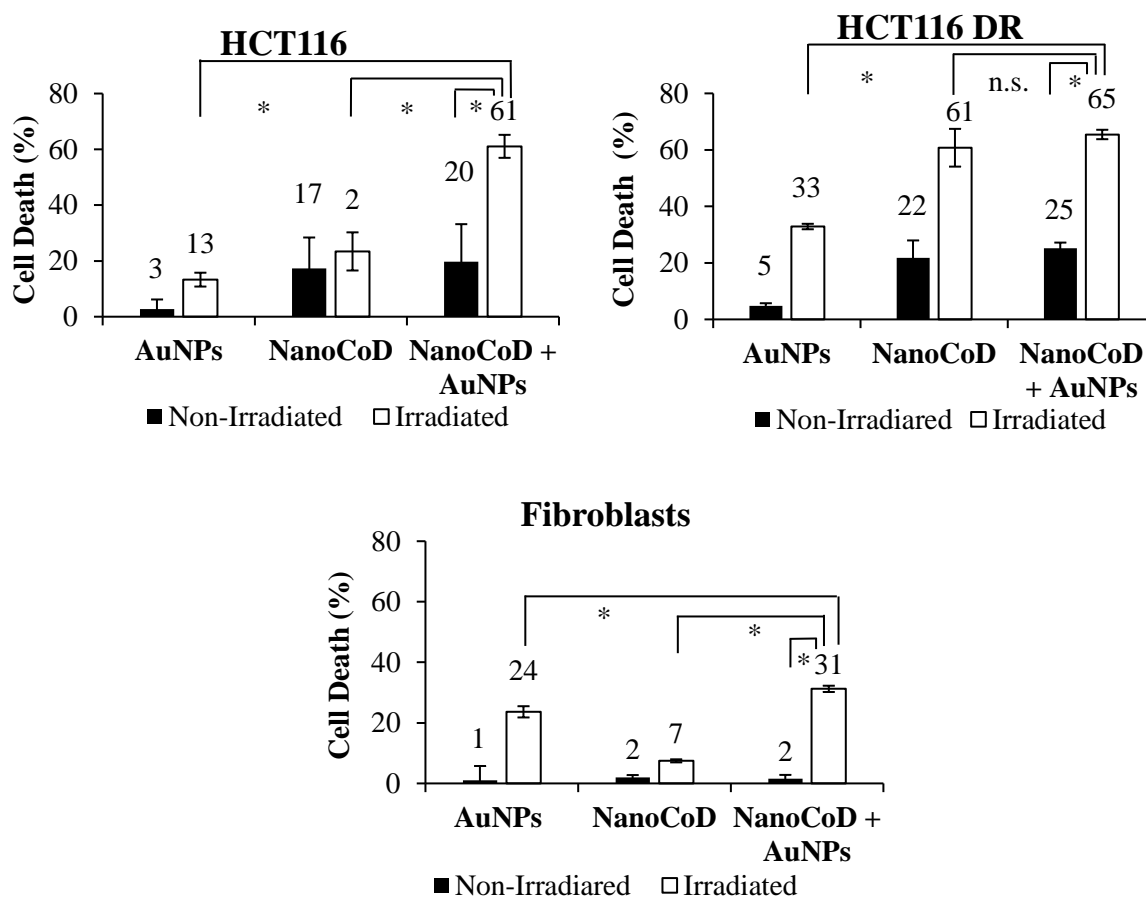 HCT116
Cell Death (%)
80
60
40
20
0
*
*
*
3
13
17
2
20
61
AuNPs
NanoCoD
NanoCoD +
AuNPs
Non-Irradiated
Irradiated
HCT116 DR
Cell Death (%)
80
60
40
20
0
*
n.s.
*
5
33
22
61
25
65
AuNPs
NanoCoD
NanoCoD
+ AuNPs
Non-Irradiared
Irradiated
Fibroblasts
Cell Death (%)
80
60
40
20
0
*
*
*
1
24
2
7
2
31
AuNPs
NanoCoD
NanoCoD +
AuNPs
Non-Irradiared
Irradiated